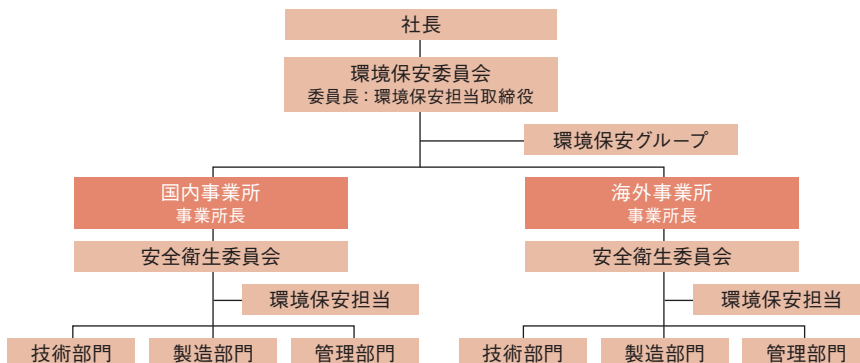 社長
環境保安委員会
委員長：環境保安担当取締役
環境保安グループ
国内事業所
事業所長
海外事業所
事業所長
安全衛生委員会
安全衛生委員会
環境保安担当
環境保安担当
技術部門
製造部門
管理部門
技術部門
製造部門
管理部門